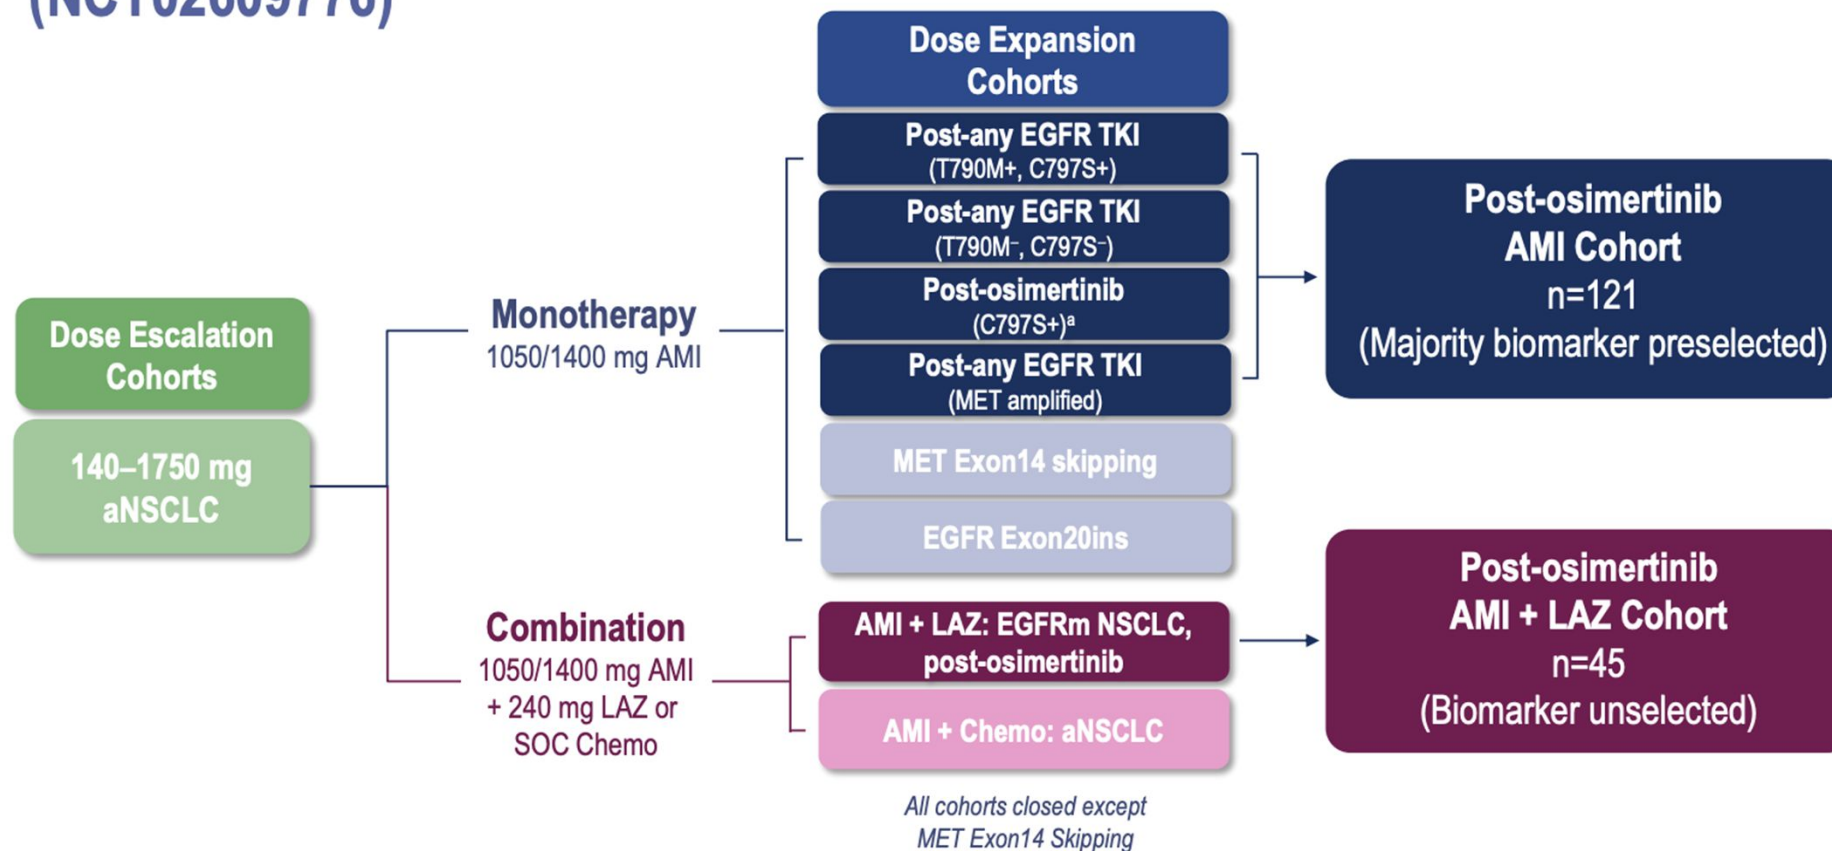 (NCT02609776)
Dose Escalation
Cohorts
140–1750 mg
aNSCLC
Monotherapy
1050/1400 mg AMI
Combination
1050/1400 mg AMI
+ 240 mg LAZ or
SOC Chemo
Dose Expansion
Cohorts
Post-any EGFR TKI
(T790M+, C797S+)
Post-any EGFR TKI
(T790M⁻, C797S⁻)
Post-osimertinib
(C797S+)ᵃ
Post-any EGFR TKI
(MET amplified)
MET Exon14 skipping
EGFR Exon20ins
AMI + LAZ: EGFRm NSCLC,
post-osimertinib
AMI + Chemo: aNSCLC
All cohorts closed except
MET Exon14 Skipping
Post-osimertinib
AMI Cohort
n=121
(Majority biomarker preselected)
Post-osimertinib
AMI + LAZ Cohort
n=45
(Biomarker unselected)